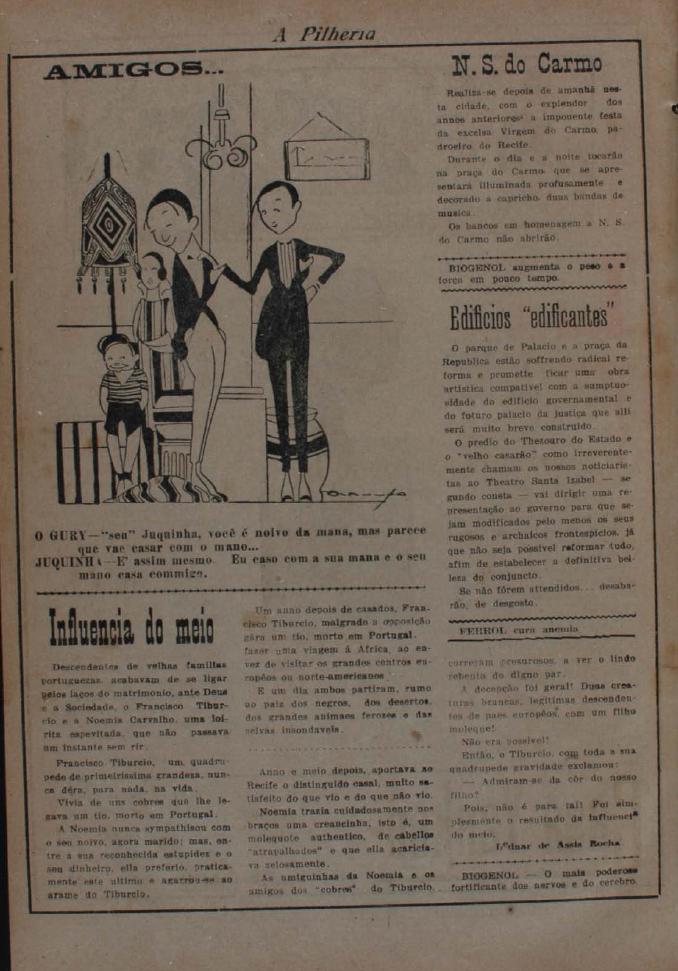 A Pilheria
AMIGOS...
O GURY—"seu" Juquinha, você é noivo da mana, mas parece
que vae casar com o mano...
JUQUINHA—E' assim mesmo. Eu caso com a sua mana e o seu
mano casa commigo.
Influencia do meio
Descendentes de velhas familias
portuguezas, acabavam de se ligar
pelos laços do matrimonio, ante Deus
e a Sociedade, o Francisco Tibur-
cio e a Noemia Carvalho, uma loi-
rita espevitada, que não passava
um instante sem rir.
Francisco Tiburcio, um quadru-
pede de primeirissima grandesa, nun-
ca déra, para nada, na vida.
Vivia de uns cobres que lhe le-
gava um tio, morto em Portugal.
A Noemia nunca sympathisou com
o seu noivo, agora marido; mas, en-
tre a sua reconhecida estupidez e o
seu dinheiro, ella preferio, pratica-
mente este ultimo e agarrou-se ao
arame do Tiburcio.
Um anno depois de casados, Fran-
cisco Tiburcio, malgrado a opposição
gára um tio, morto em Portugal.
fazer uma viagem á Africa, ao en-
vez de visitar os grandes centros eu-
ropêos ou norte-americanos
E um dia ambos partiram, rumo
ao paiz dos negros, dos desertos,
dos grandes animaes ferozes e das
selvas insondaveis.
Anno e meio depois, aportava ao
Recife o distinguido casal, muito sa-
tisfeito do que vio e do que não vio.
Noemia trazia cuidadosamente nos
braços uma creancinha, isto é, um
molequote authentico, de cabellos
"atrapalhados" e que ella acaricia-
va zelosamente.
As amiguinhas da Noemia e os
amigos dos "cobres" do Tiburcio
N. S. do Carmo
Realiza-se depois de amanhã nes-
ta cidade, com o explendor dos
annos anteriores a imponente festa
da excelsa Virgem do Carmo, pa-
droeiro do Recife.
Durante o dia e a noite tocarão
na praça do Carmo, que se apre-
sentará illuminada profusamente e
decorado a capricho, duas bandas de
musica.
Os bancos em homenagem a N. S.
do Carmo não abrirão.
BIOGENOL augmenta o peso e a
força em pouco tempo.
Edificios "edificantes"
O parque de Palacio e a praça da
Republica estão soffrendo radical re-
forma e promette ficar uma obra
artistica compativel com a sumptuo-
sidade do edificio governamental e
do futuro palacio da justiça que alli
será muito breve construido.
O predio do Thezouro do Estado e
o "velho casarão" como irreverente-
mente chamam os nossos noticiaris-
tas ao Theatro Santa Izabel — se-
gundo consta — vai dirigir uma re-
presentação ao governo para que se-
jam modificados pelo menos os seus
rugosos e archaicos frontespicios, já
que não seja possivel reformar tudo,
afim de estabelecer a definitiva bel-
leza do conjuncto.
Se não fôrem attendidos... desaba-
rão, de desgosto.
FERROL cura anemia
correram pressurosos, a ver o lindo
rebento do digno par.
A decepção foi geral! Duas crea-
turas brancas, legitimas descenden-
tes de paes européos, com um filho
moleque!
Não era possivel!
Então, o Tiburcio, com toda a sua
quadrupede gravidade exclamou:
— Admiram-se da côr do nosso
filho?
Pois, não é para tal! Foi sim-
plesmente o resultado da influencia
do meio.
de Assis Rocha
BIOGENOL — O mais poderoso
fortificante dos nervos e do cerebro.